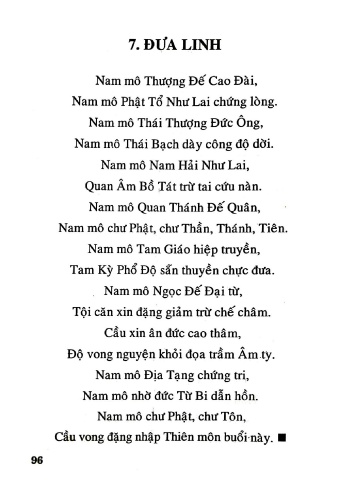 7. ĐƯA LINH
Nam mô Thượng Đế Cao Đài,
Nam mô Phật Tổ Như Lai chứng lòng.
Nam mô Thái Thượng Đức Ông,
Nam mô Thái Bạch dày công độ dời.
Nam mô Nam Hải Như Lai,
Quan Âm Bồ Tát trừ tai cứu nàn.
Nam mô Quan Thánh Đế Quân,
Nam mô chư Phật, chư Thần, Thánh, Tiên.
Nam mô Tam Giáo hiệp truyền,
Tam Kỳ Phổ Độ sẵn thuyền chực đưa.
Nam mô Ngọc Đế Đại từ,
Tội căn xin đặng giảm trừ chế châm.
Cầu xin ân đức cao thâm,
Độ vong nguyện khỏi đọa trầm Âm ty.
Nam mô Địa Tạng chứng tri,
Nam mô nhờ đức Từ Bi dẫn hồn.
Nam mô chư Phật, chư Tôn,
Cầu vong đặng nhập Thiên môn buổi này. ■
96